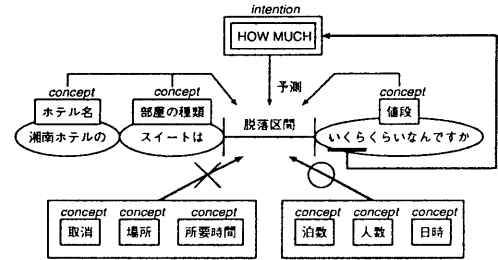 intention
HOW MUCH
予測
concept concept concept
ホテル名 部屋の種類 値段
脱落区間
湘南ホテルの スイートは いくらくらいなんですか
concept concept concept concept concept concept
取消 場所 所要時間 泊数 人数 日時